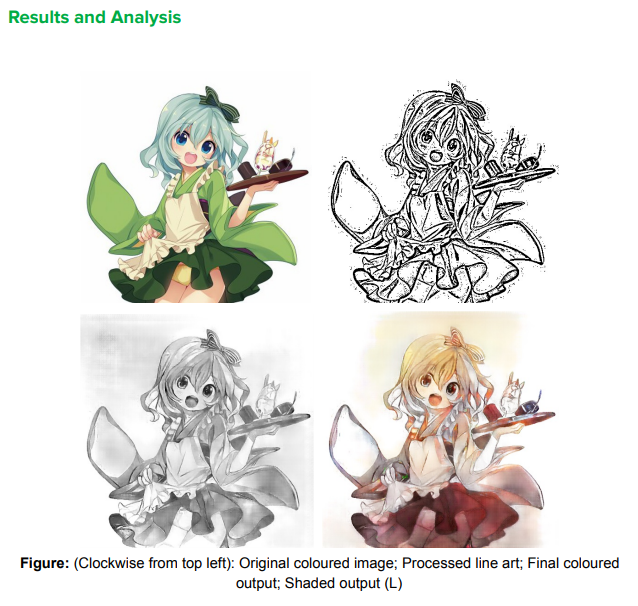 Results and Analysis
Figure: (Clockwise from top left): Original coloured image; Processed line art; Final coloured
output; Shaded output (L)